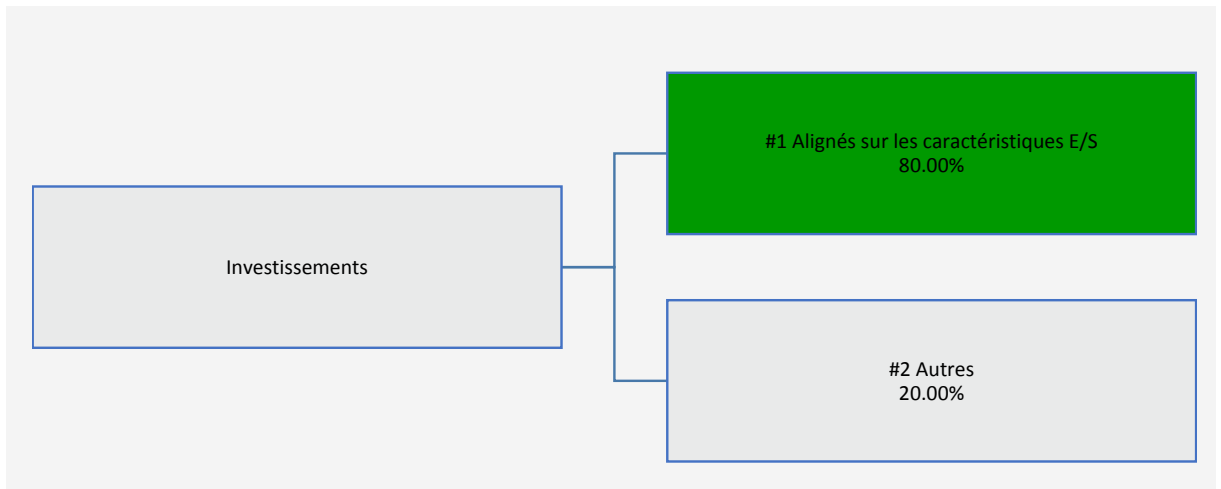 Investissements
#1 Alignés sur les caractéristiques E/S
80.00%
#2 Autres
20.00%